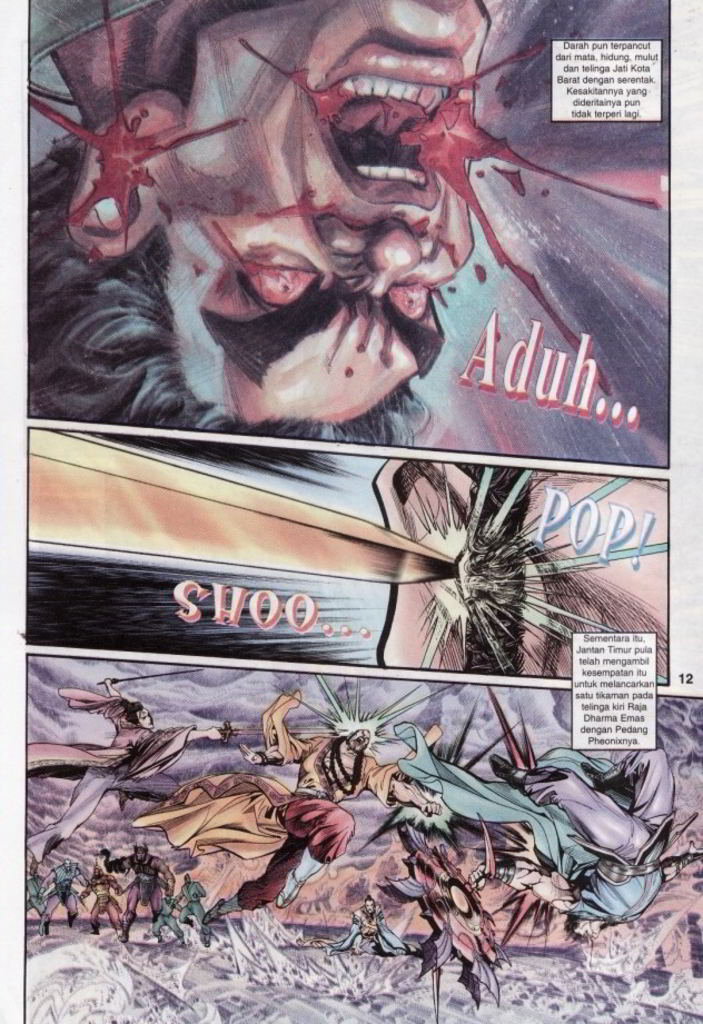 Darah pun terpancut
dari mata, hidung, mulut
dan telinga Jati Kota
Barat dengan serentak.
Kesakitannya yang
dideritainya pun
tidak terperi lagi.
Aduh...
POP!
SHOO...
Sementara itu,
Jantan Timur pula
telah mengambil
kesempatan itu
untuk melancarkan
satu tikaman pada
telinga kiri Raja
Dharma Emas
dengan Pedang
Pheonixnya.
12